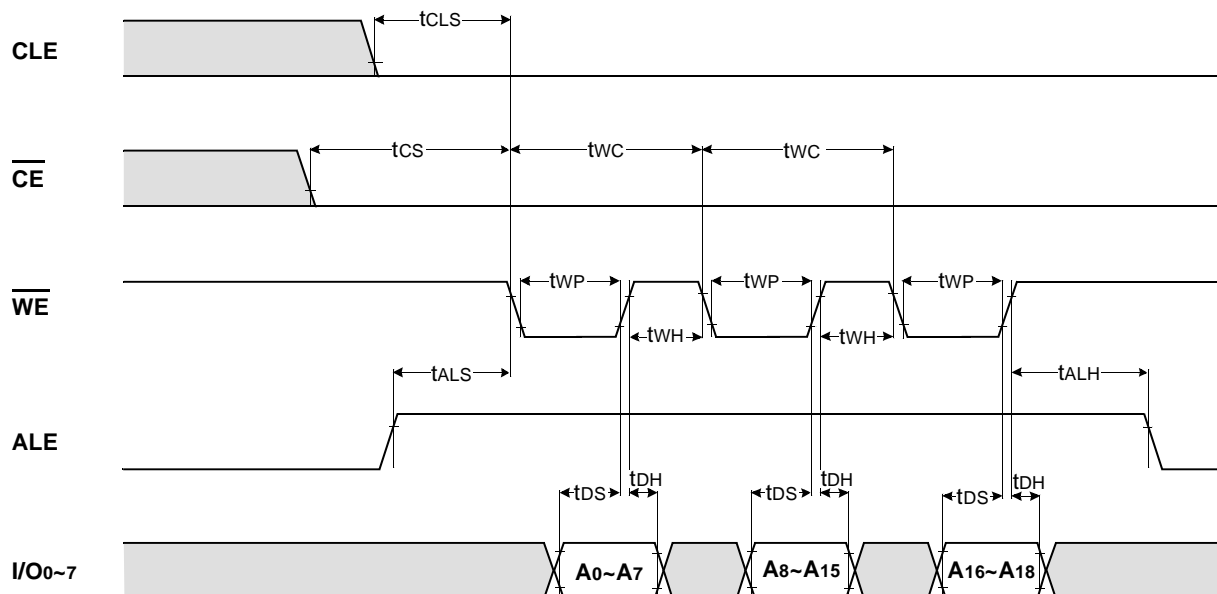 CLE
tCLS
CE
tCS
tWC
tWC
WE
tWP
tWP
tWP
tWH
tWH
ALE
tALS
tALH
I/O0~7
tDS
tDH
tDS
tDH
tDS
tDH
A0~A7
A8~A15
A16~A18